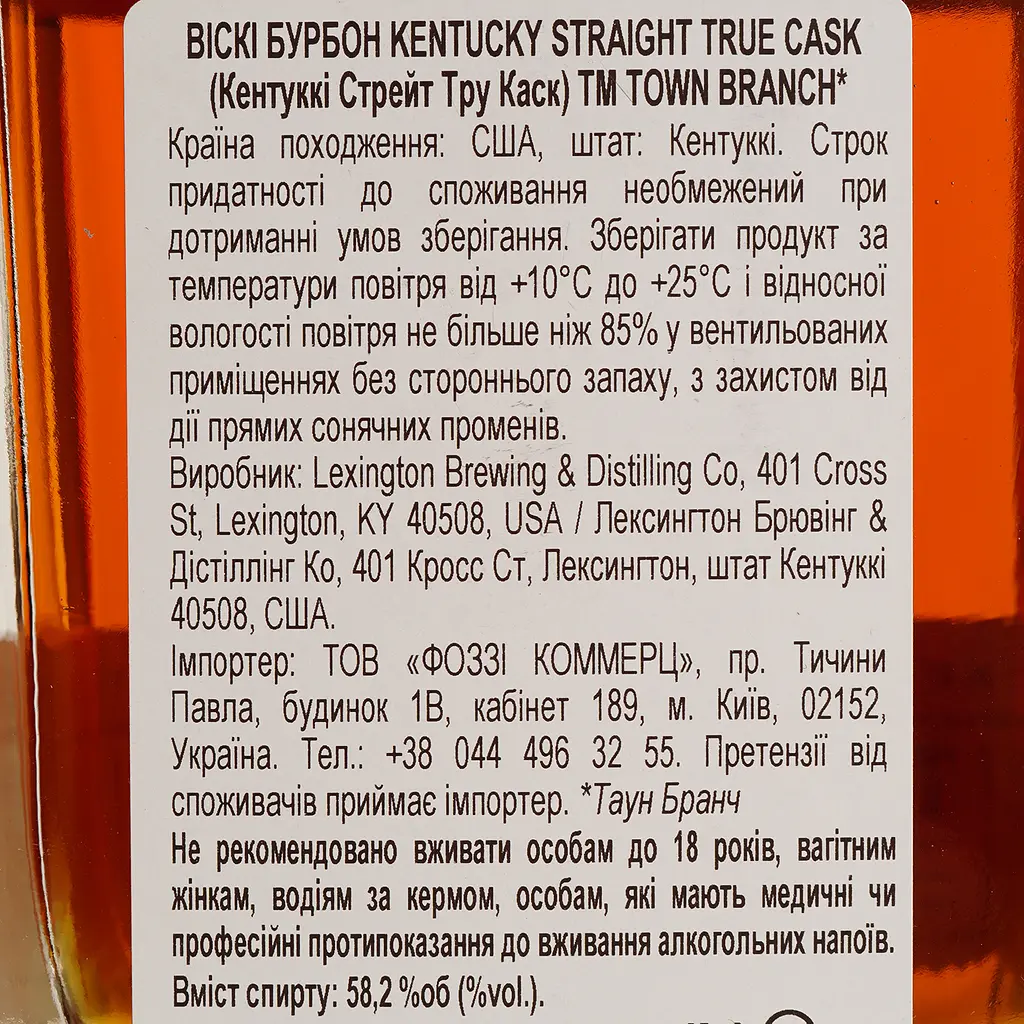 ВІСКІ БУРБОН KENTUCKY STRAIGHT TRUE CASK
(Кентуккі Стрейт Тру Каск) ТМ TOWN BRANCH*
Країна походження: США, штат: Кентуккі. Строк
придатності до споживання необмежений при
дотриманні умов зберігання. Зберігати продукт за
температури повітря від +10°С до +25°С і відносної
вологості повітря не більше ніж 85% у вентильованих
приміщеннях без стороннього запаху, з захистом від
дії прямих сонячних променів.
Виробник: Lexington Brewing & Distilling Co, 401 Cross
St, Lexington, KY 40508, USA / Лексингтон Брювінг &
Дістіллінг Ко, 401 Кросс Ст, Лексингтон, штат Кентуккі
40508, США.
Імпортер: ТОВ «ФОЗЗІ КОММЕРЦ», пр. Тичини
Павла, будинок 1В, кабінет 189, м. Київ, 02152,
Україна. Тел.: +38 044 496 32 55. Претензії від
споживачів приймає імпортер. *Таун Бранч
Не рекомендовано вживати особам до 18 років, вагітним
жінкам, водіям за кермом, особам, які мають медичні чи
професійні протипоказання до вживання алкогольних напоїв.
Вміст спирту: 58,2 %об (%vol.).